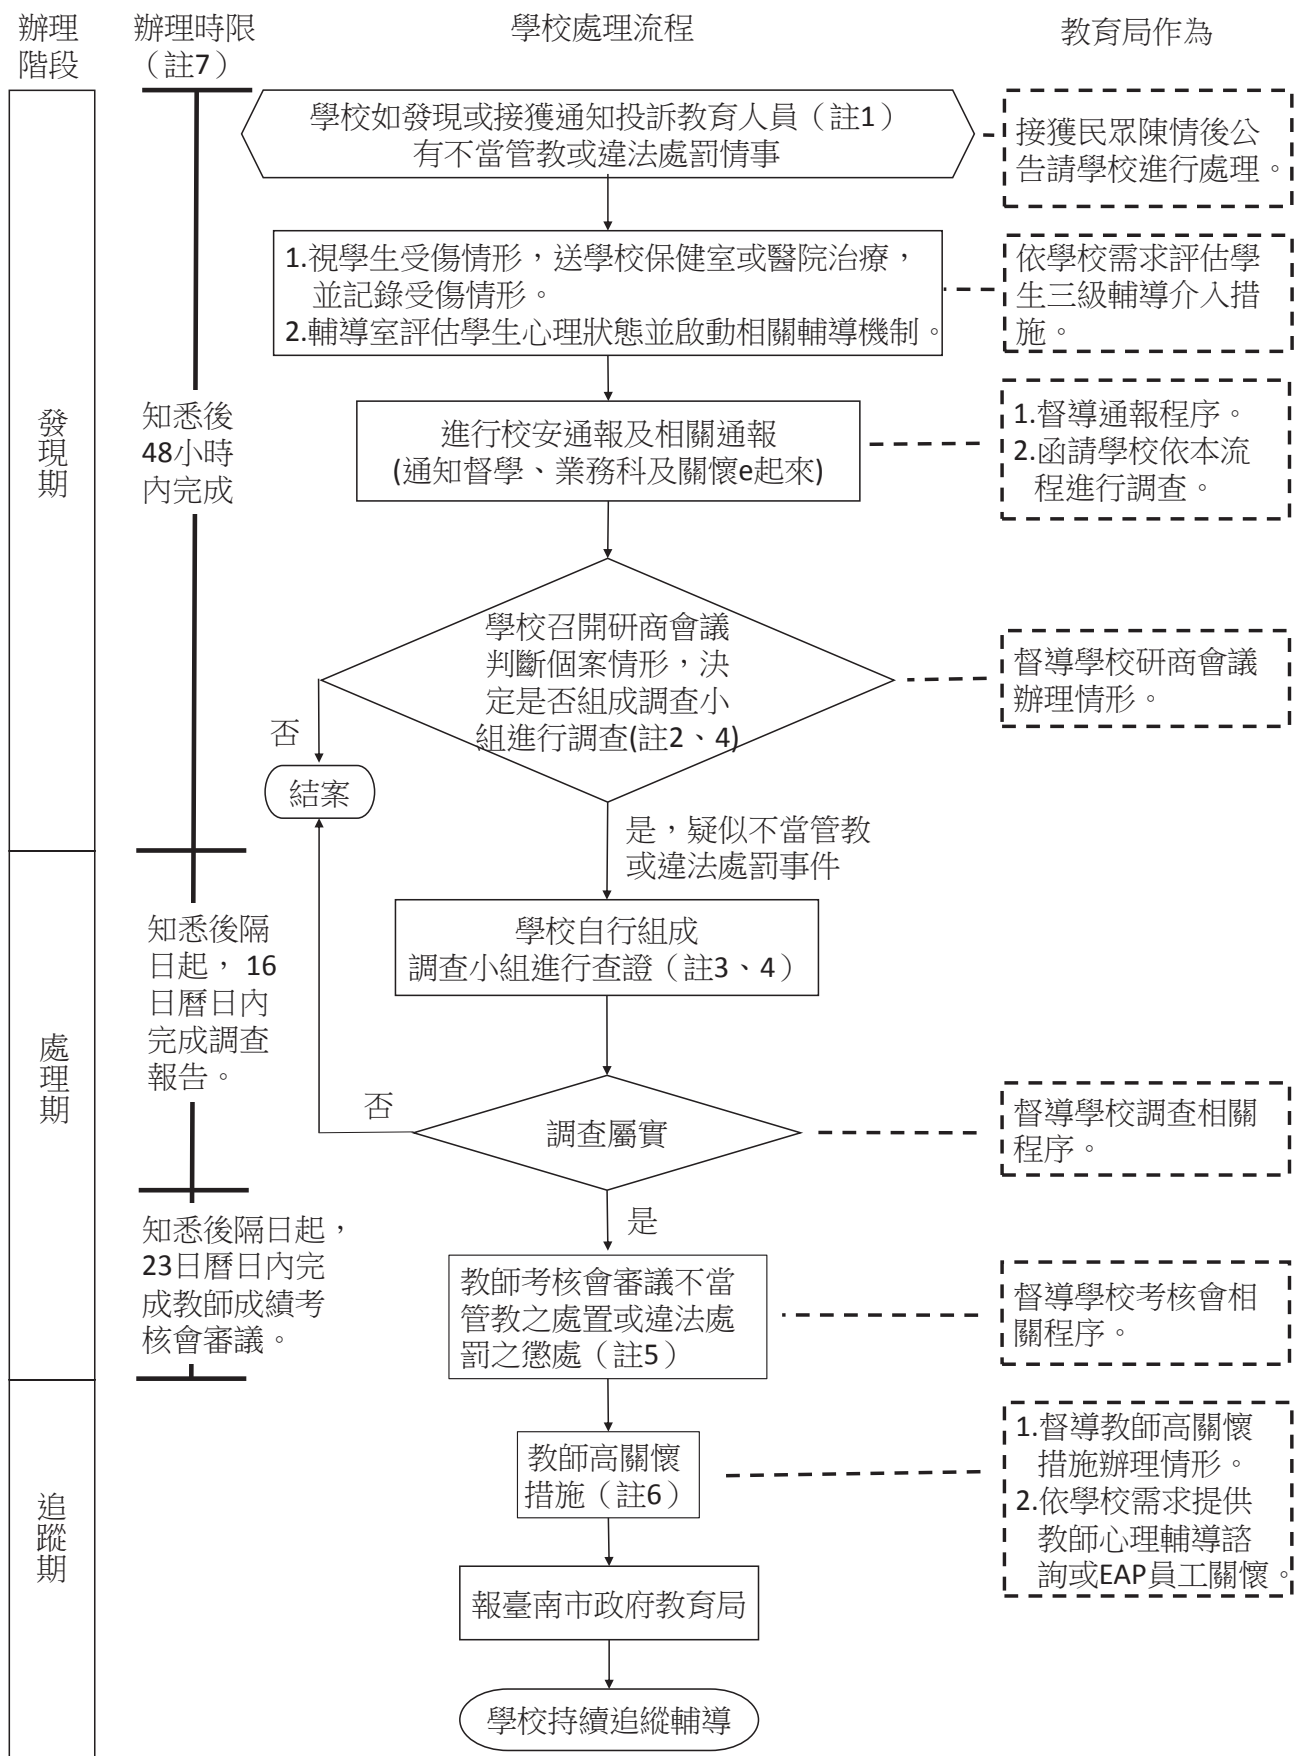 辦理
階段
辦理時限
（註7）
學校處理流程
教育局作為
發現期
知悉後
48小時
內完成
學校如發現或接獲通知投訴教育人員（註1）
有不當管教或違法處罰情事
接獲民眾陳情後公
告請學校進行處理。
1.視學生受傷情形，送學校保健室或醫院治療，
並記錄受傷情形。
2.輔導室評估學生心理狀態並啟動相關輔導機制。
依學校需求評估學
生三級輔導介入措
施。
進行校安通報及相關通報
(通知督學、業務科及關懷e起來)
1.督導通報程序。
2.函請學校依本流
程進行調查。
學校召開研商會議
判斷個案情形，決
定是否組成調查小
組進行調查(註2、4)
督導學校研商會議
辦理情形。
否
結案
是，疑似不當管教
或違法處罰事件
處理期
知悉後隔
日起， 16
日曆日內
完成調查
報告。
學校自行組成
調查小組進行查證（註3、4）
否
調查屬實
督導學校調查相關
程序。
是
知悉後隔日起，
23日曆日內完
成教師成績考
核會審議。
教師考核會審議不當
管教之處置或違法處
罰之懲處（註5）
督導學校考核會相
關程序。
追蹤期
教師高關懷
措施（註6）
1.督導教師高關懷
措施辦理情形。
2.依學校需求提供
教師心理輔導諮
詢或EAP員工關懷。
報臺南市政府教育局
學校持續追縱輔導